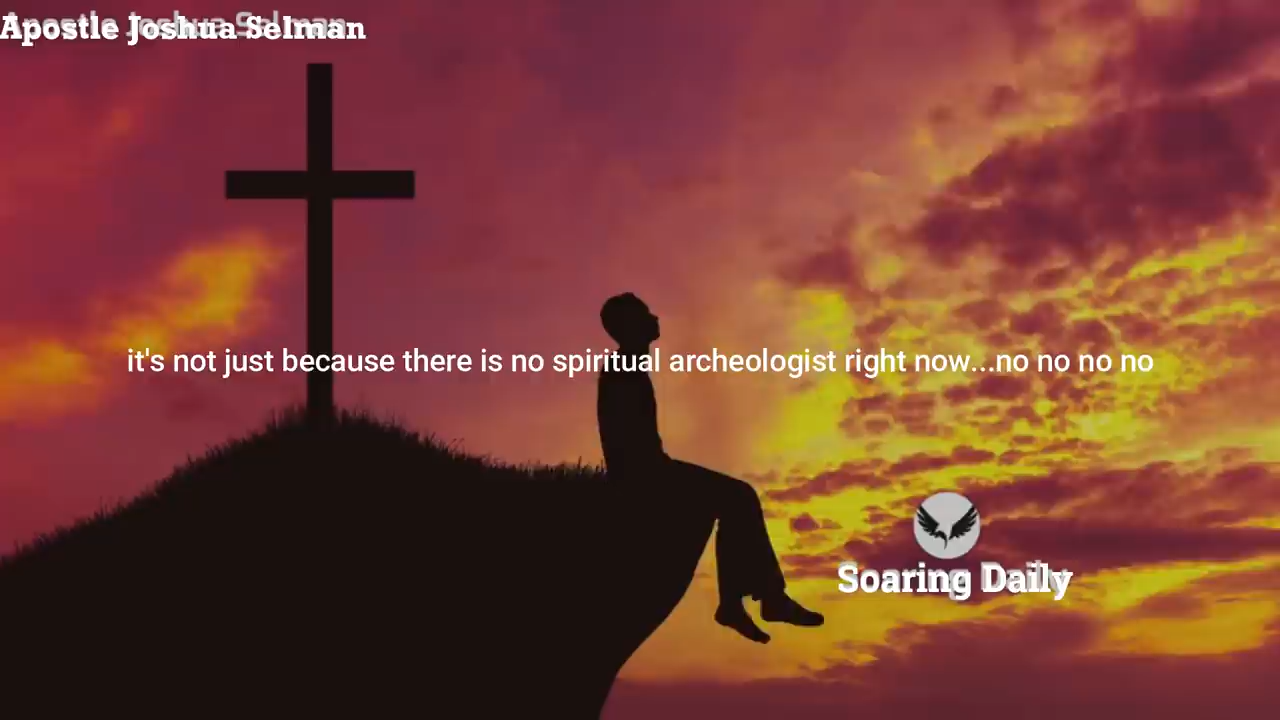 Apostle Joshua Selman
it's not just because there is no spiritual archeologist right now...no no no no
Soaring Daily